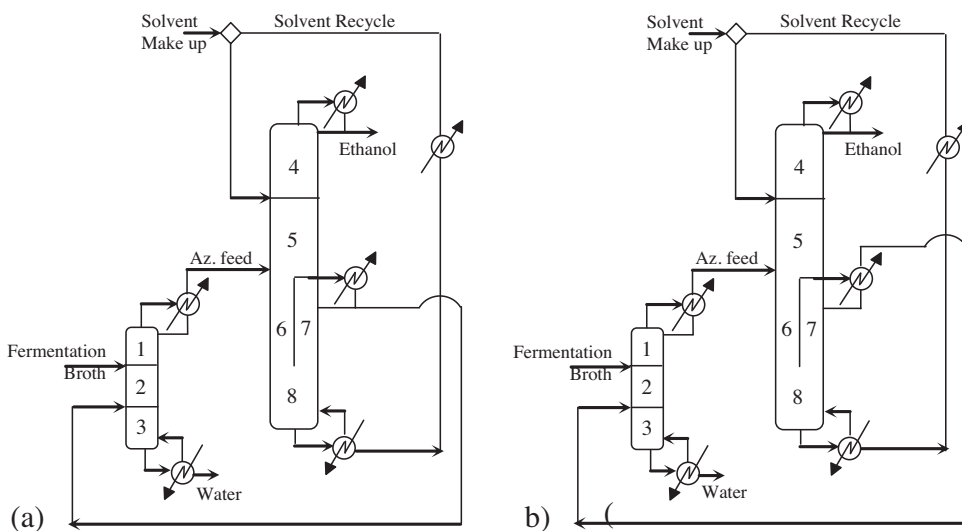 Solvent
Make up
Solvent Recycle
Ethanol
4
5
Az. feed
6 7
8
Fermentation
Broth
1
2
3
Water
(a)
Solvent
Make up
Solvent Recycle
Ethanol
4
5
Az. feed
6 7
8
Fermentation
Broth
1
2
3
Water
b) (